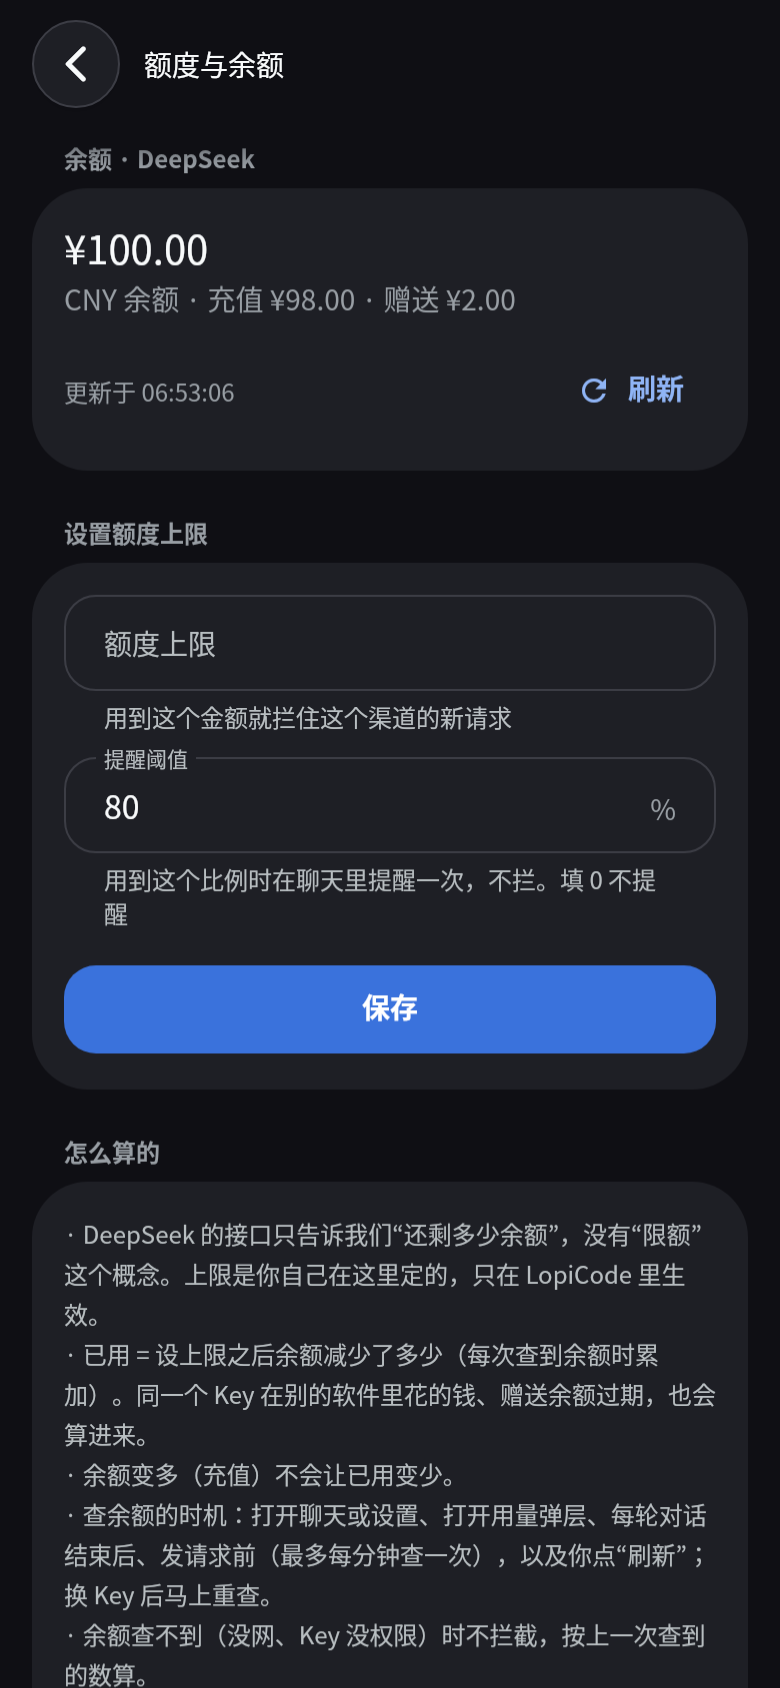 额度与余额
余额 · DeepSeek
¥100.00
CNY 余额 · 充值 ¥98.00 · 赠送 ¥2.00
更新于 06:53:06
刷新
设置额度上限
额度上限
用到这个金额就拦住这个渠道的新请求
提醒阈值
80
%
用到这个比例时在聊天里提醒一次，不拦。填 0 不提
醒
保存
怎么算的
· DeepSeek 的接口只告诉我们“还剩多少余额”，没有“限额”
这个概念。上限是你自己在这里定的，只在 LopiCode 里生
效。
· 已用 = 设上限之后余额减少了多少（每次查到余额时累
加）。同一个 Key 在别的软件里花的钱、赠送余额过期，也会
算进来。
· 余额变多（充值）不会让已用变少。
· 查余额的时机：打开聊天或设置、打开用量弹层、每轮对话
结束后、发请求前（最多每分钟查一次），以及你点“刷新”；
换 Key 后马上重查。
· 余额查不到（没网、Key 没权限）时不拦截，按上一次查到
的数算。